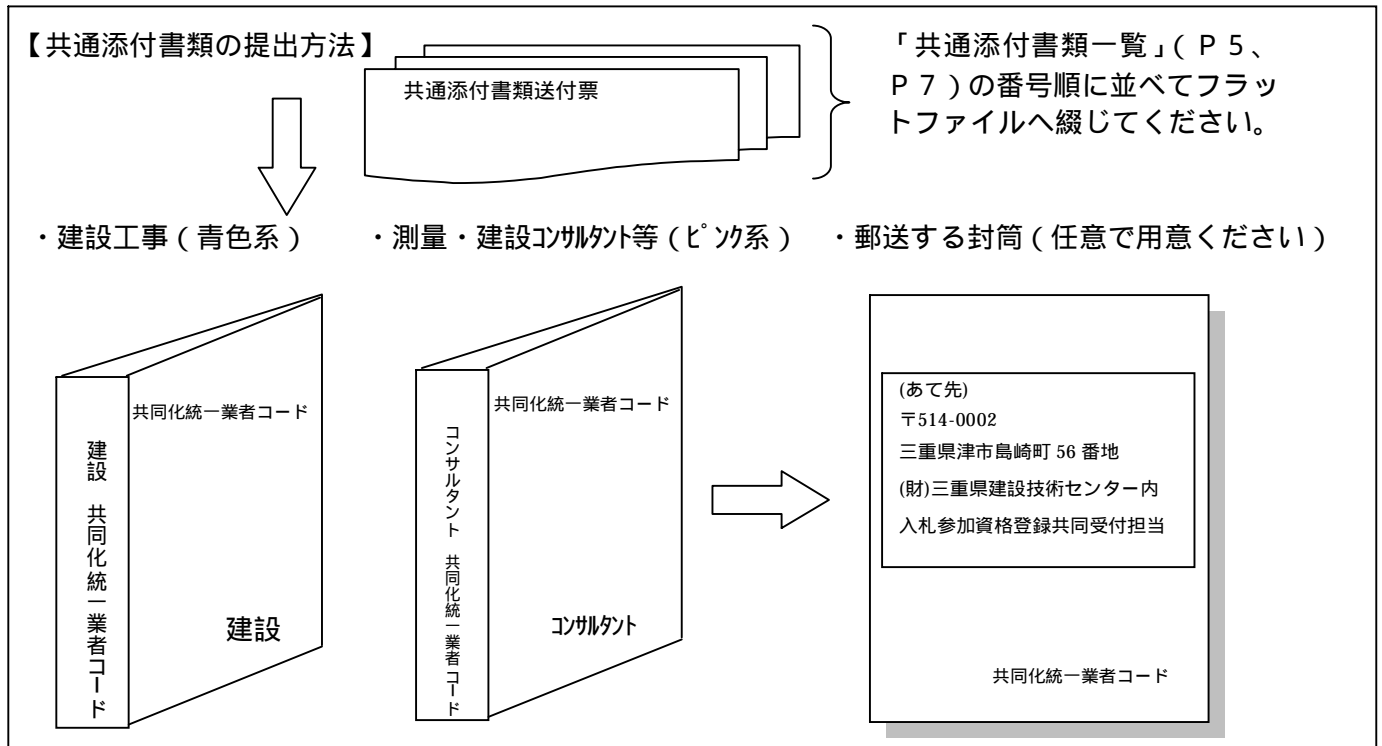 【共通添付書類の提出方法】
共通添付書類送付票
「共通添付書類一覧」（Ｐ５、
Ｐ７）の番号順に並べてフラッ
トファイルへ綴じてください。
・建設工事（青色系）
・測量・建設ｺﾝｻﾙﾀﾝﾄ等（ﾋﾟﾝｸ系）
・郵送する封筒（任意で用意ください）
建設　共同化統一業者コード
共同化統一業者コード
建設
コンサルタント　共同化統一業者コード
共同化統一業者コード
ｺﾝｻﾙﾀﾝﾄ
(あて先)
〒514-0002
三重県津市島崎町 56 番地
(財)三重県建設技術センター内
入札参加資格登録共同受付担当
共同化統一業者コード